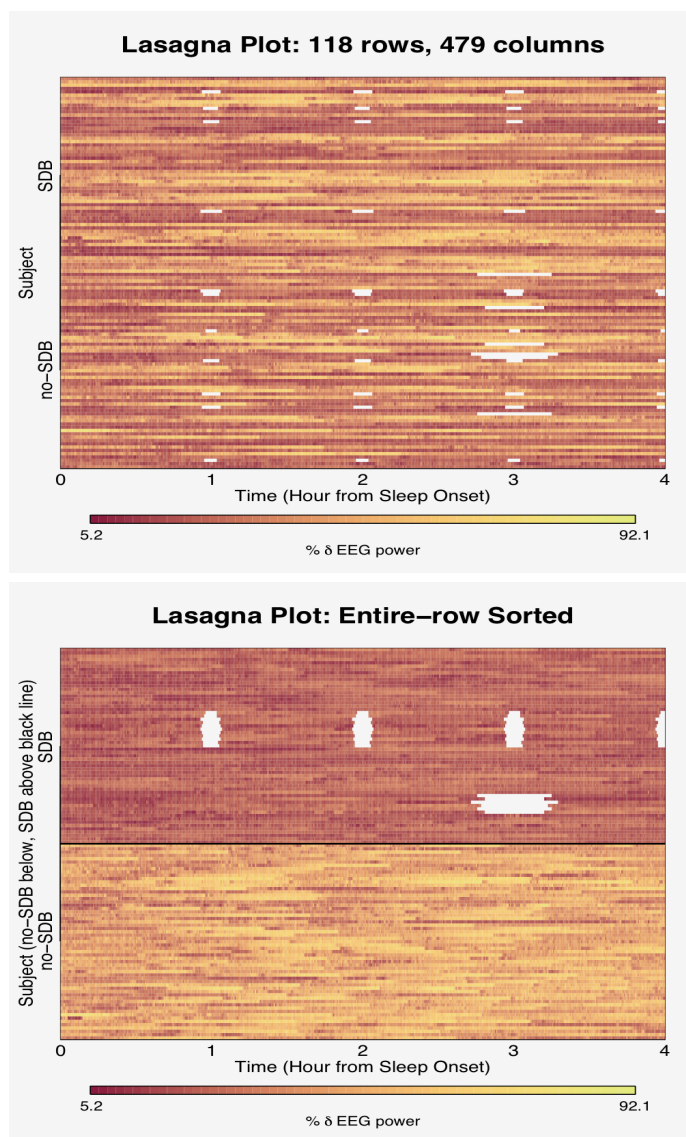 Lasagna Plot: 118 rows, 479 columns
Subject
SDB
no−SDB
0 1 2 3 4
Time (Hour from Sleep Onset)
5.2 92.1
% δ EEG power
Lasagna Plot: Entire−row Sorted
Subject (no−SDB below, SDB above black line)
SDB
no−SDB
0 1 2 3 4
Time (Hour from Sleep Onset)
5.2 92.1
% δ EEG power